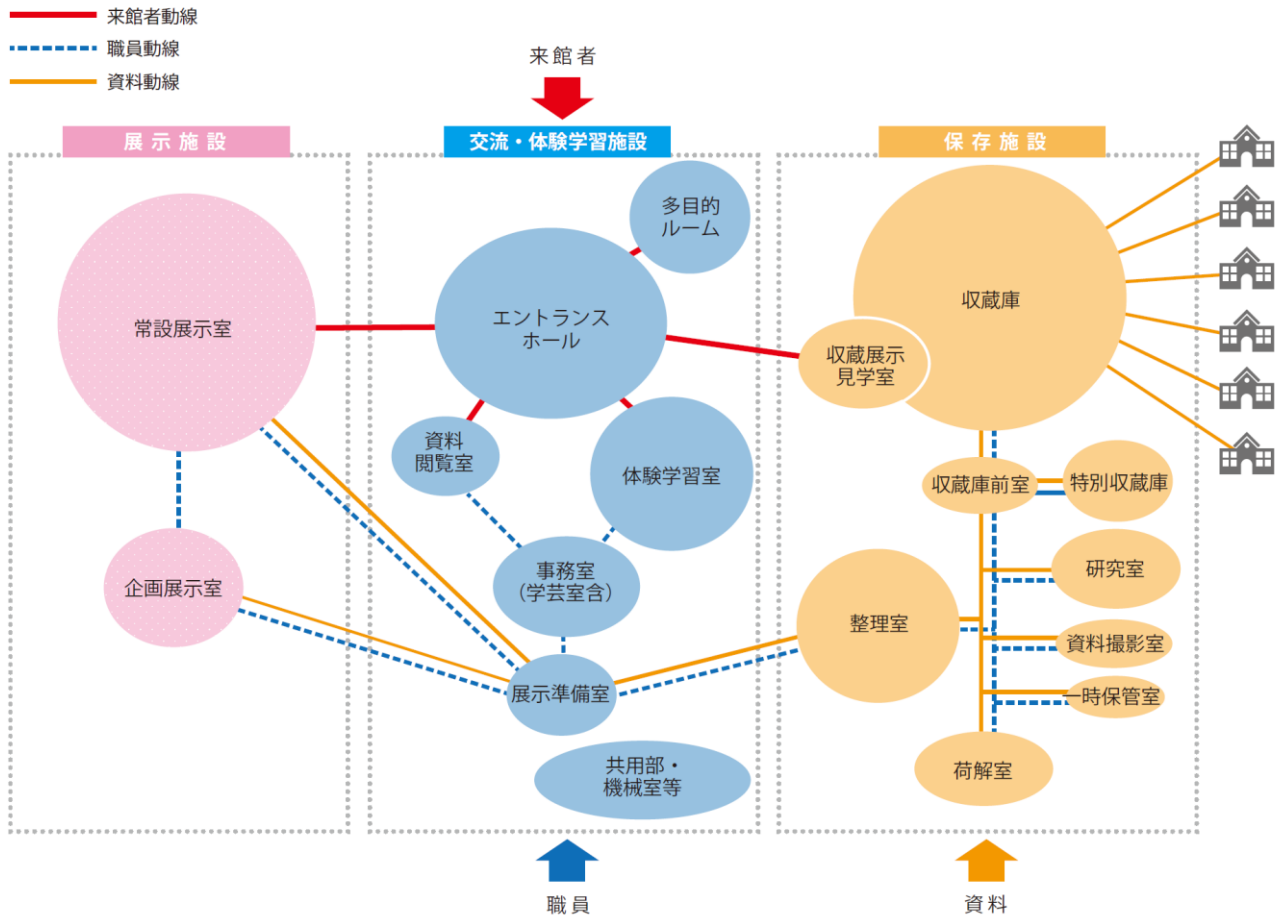 来館者動線
職員動線
資料動線
来館者
展示施設
交流・体験学習施設
保存施設
多目的
ルーム
常設展示室
エントランス
ホール
収蔵庫
収蔵展示
見学室
資料
閲覧室
体験学習室
収蔵庫前室
特別収蔵庫
企画展示室
事務室
（学芸室含）
整理室
研究室
資料撮影室
展示準備室
一時保管室
共用部・
機械室等
荷解室
職員
資料